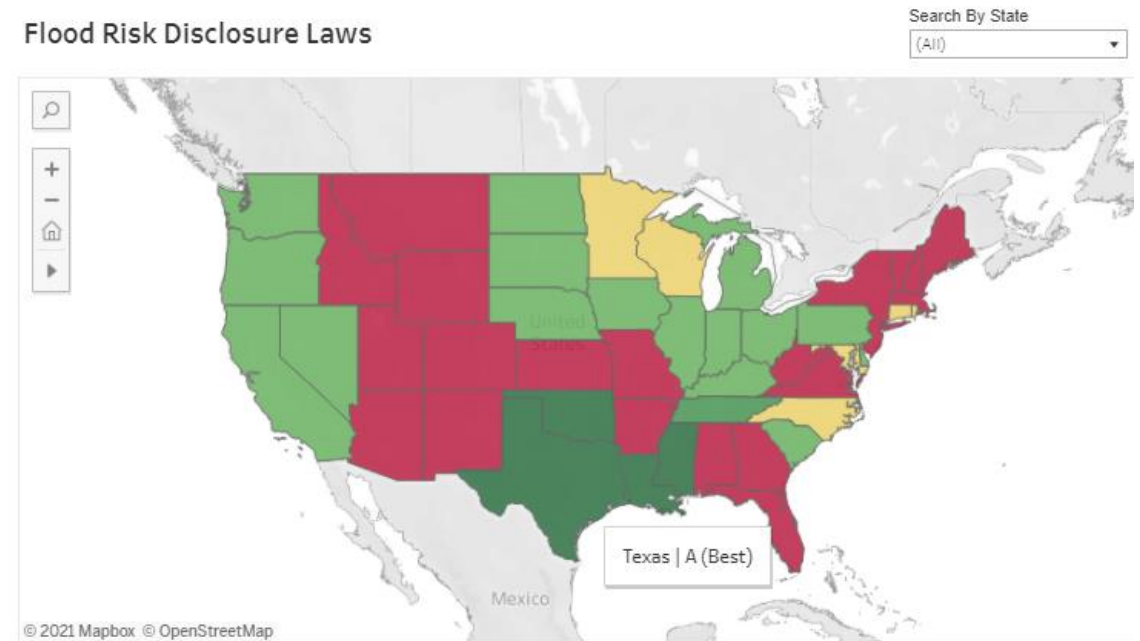 Flood Risk Disclosure Laws
Search By State
(All)
United
States
Texas | A (Best)
Mexico
© 2021 Mapbox © OpenStreetMap